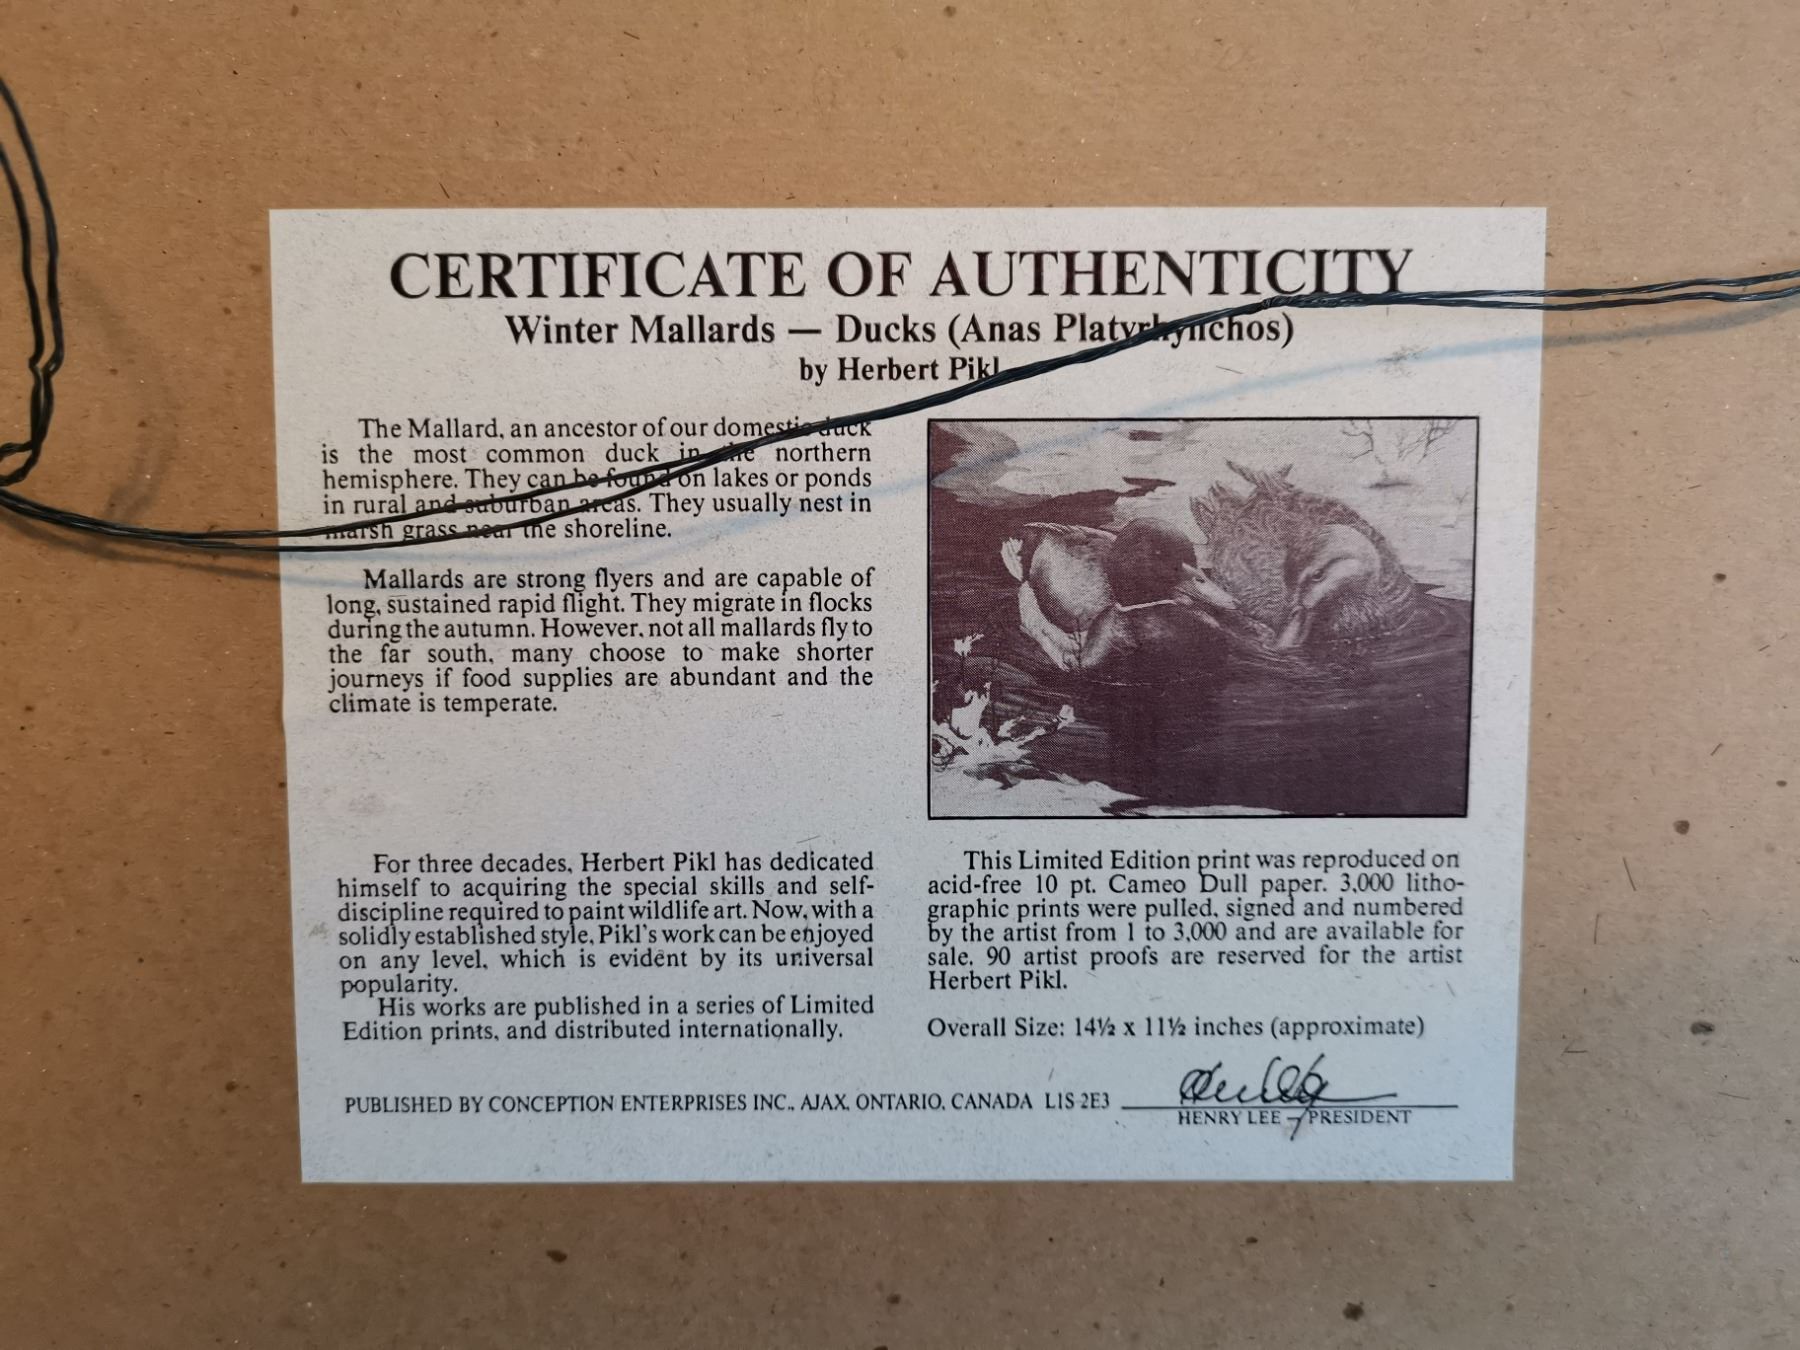 CERTIFICATE OF AUTHENTICITY
Winter Mallards — Ducks (Anas Platyrhynchos)
by Herbert Pikl
The Mallard, an ancestor of our domestic duck
is the most common duck in the northern
hemisphere. They can be found on lakes or ponds
in rural and suburban areas. They usually nest in
marsh grass near the shoreline.
Mallards are strong flyers and are capable of
long, sustained rapid flight. They migrate in flocks
during the autumn. However, not all mallards fly to
the far south, many choose to make shorter
journeys if food supplies are abundant and the
climate is temperate.
For three decades, Herbert Pikl has dedicated
himself to acquiring the special skills and self-
discipline required to paint wildlife art. Now, with a
solidly established style, Pikl's work can be enjoyed
on any level, which is evident by its universal
popularity.
His works are published in a series of Limited
Edition prints, and distributed internationally.
This Limited Edition print was reproduced on
acid-free 10 pt. Cameo Dull paper. 3,000 litho-
graphic prints were pulled, signed and numbered
by the artist from 1 to 3,000 and are available for
sale. 90 artist proofs are reserved for the artist
Herbert Pikl.
Overall Size: 14½ x 11½ inches (approximate)
PUBLISHED BY CONCEPTION ENTERPRISES INC., AJAX, ONTARIO, CANADA L1S 2E3
HENRY LEE — PRESIDENT